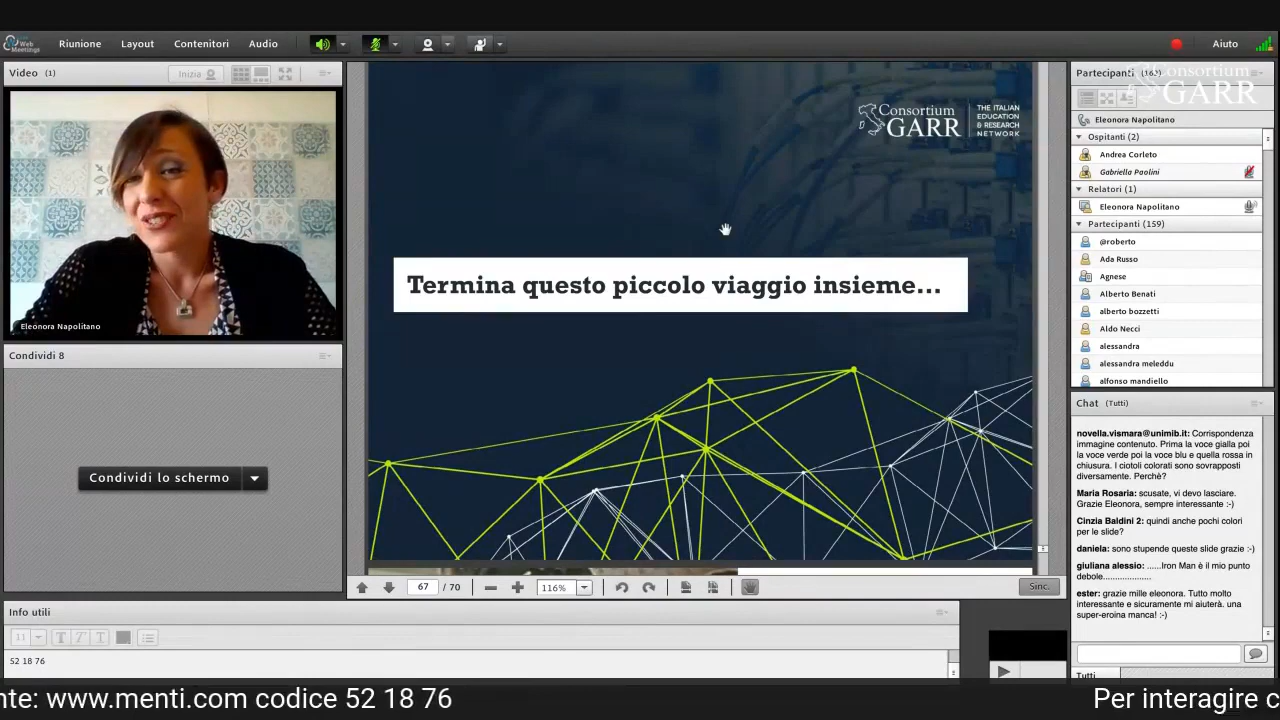 Web
Meetings
Riunione
Layout
Contenitori
Audio
Aiuto
Video (1)
Inizia
Eleonora Napolitano
Condividi 8
Condividi lo schermo
Consortium
GARR
THE ITALIAN
EDUCATION
& RESEARCH
NETWORK
Termina questo piccolo viaggio insieme...
67 / 70
116%
Sinc.
Partecipanti
Consortium
GARR
Eleonora Napolitano
Ospitanti (2)
Andrea Corleto
Gabriella Paolini
Relatori (1)
Eleonora Napolitano
Partecipanti (159)
@roberto
Ada Russo
Agnese
Alberto Benati
alberto bozzetti
Aldo Necci
alessandra
alessandra meleddu
alfonso mandiello
Chat (Tutti)
novella.vismara@unimib.it: Corrispondenza
immagine contenuto. Prima la voce gialla poi
la voce verde poi la voce blu e quella rossa in
chiusura. I ciotoli colorati sono sovrapposti
diversamente. Perchè?
Maria Rosaria: scusate, vi devo lasciare.
Grazie Eleonora, sempre interessante :-)
Cinzia Baldini 2: quindi anche pochi colori
per le slide?
daniela: sono stupende queste slide grazie :-)
giuliana alessio: ......Iron Man è il mio punto
debole....................
ester: grazie mille eleonora. Tutto molto
interessante e sicuramente mi aiuterà. una
super-eroina manca! :-)
Tutti
Info utili
11
52 18 76
nte: www.menti.com codice 52 18 76
Per interagire c